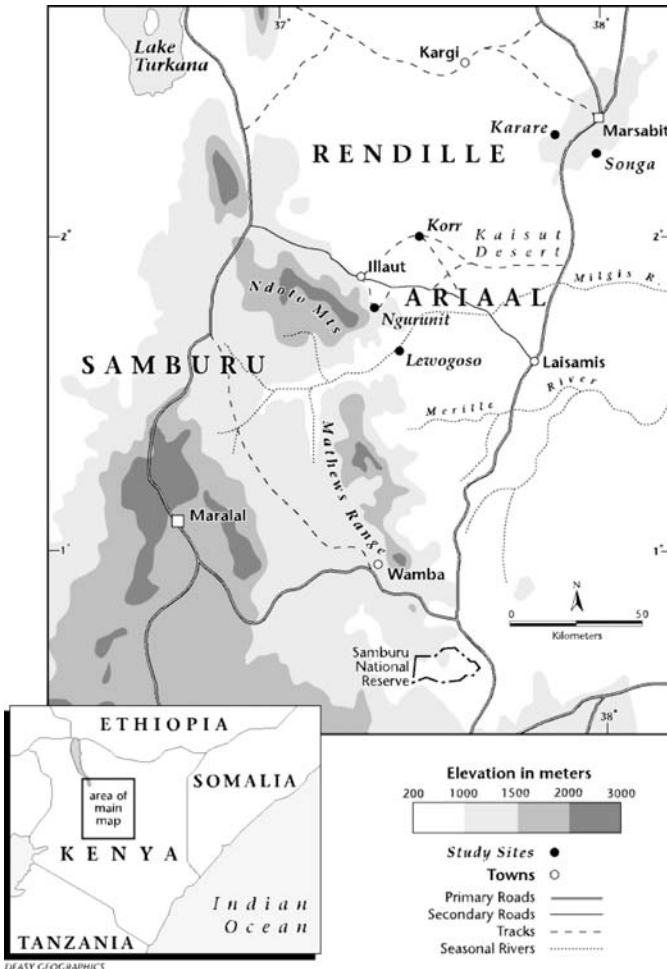 37°
38°
Lake
Turkana
Kargi
Karare
Marsabit
Songa
RENDILLE
2°
2°
Korr
Kaisut
Desert
Illaut
Milgis R.
Ndoto Mts
ARIAAL
Ngurunit
SAMBURU
Lewogoso
Laisamis
Merille River
Mathews Range
Maralal
1°
1°
Wamba
N
0 50
Kilometers
Samburu
National
Reserve
38°
ETHIOPIA
SOMALIA
area of
main
map
KENYA
Indian
Ocean
TANZANIA
DEASY GEOGRAPHICS
Elevation in meters
200 1000 1500 2000 3000
Study Sites
Towns
Primary Roads
Secondary Roads
Tracks
Seasonal Rivers